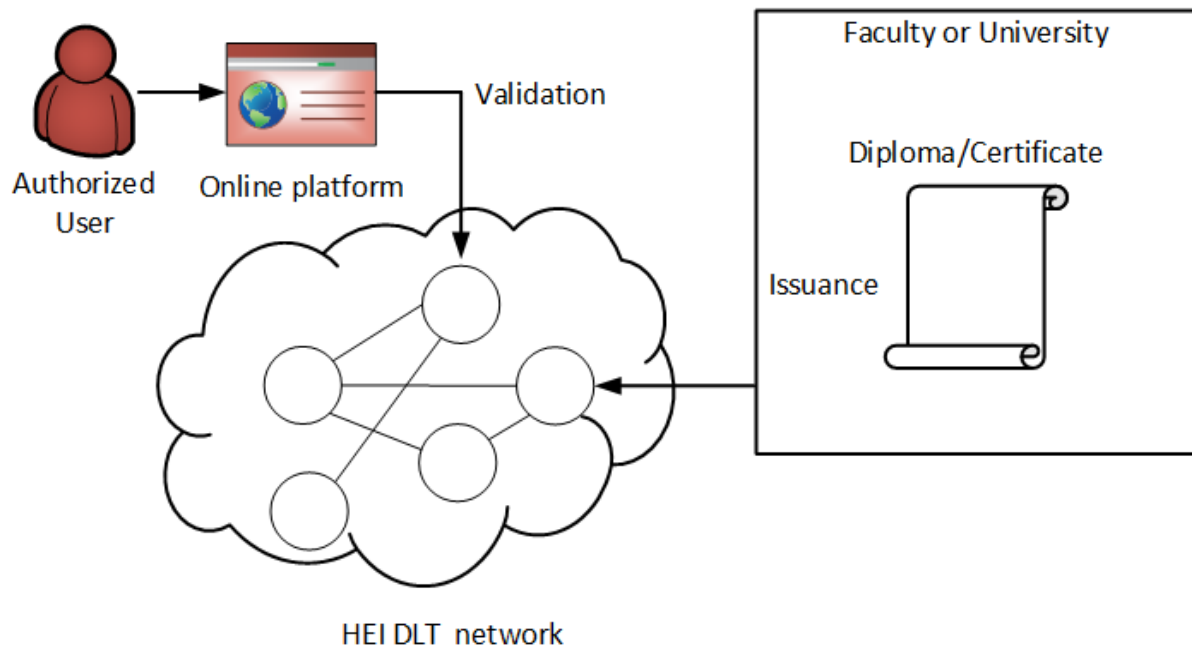 Faculty or University
Validation
Diploma/Certificate
Authorized
User
Online platform
Issuance
HEI DLT network